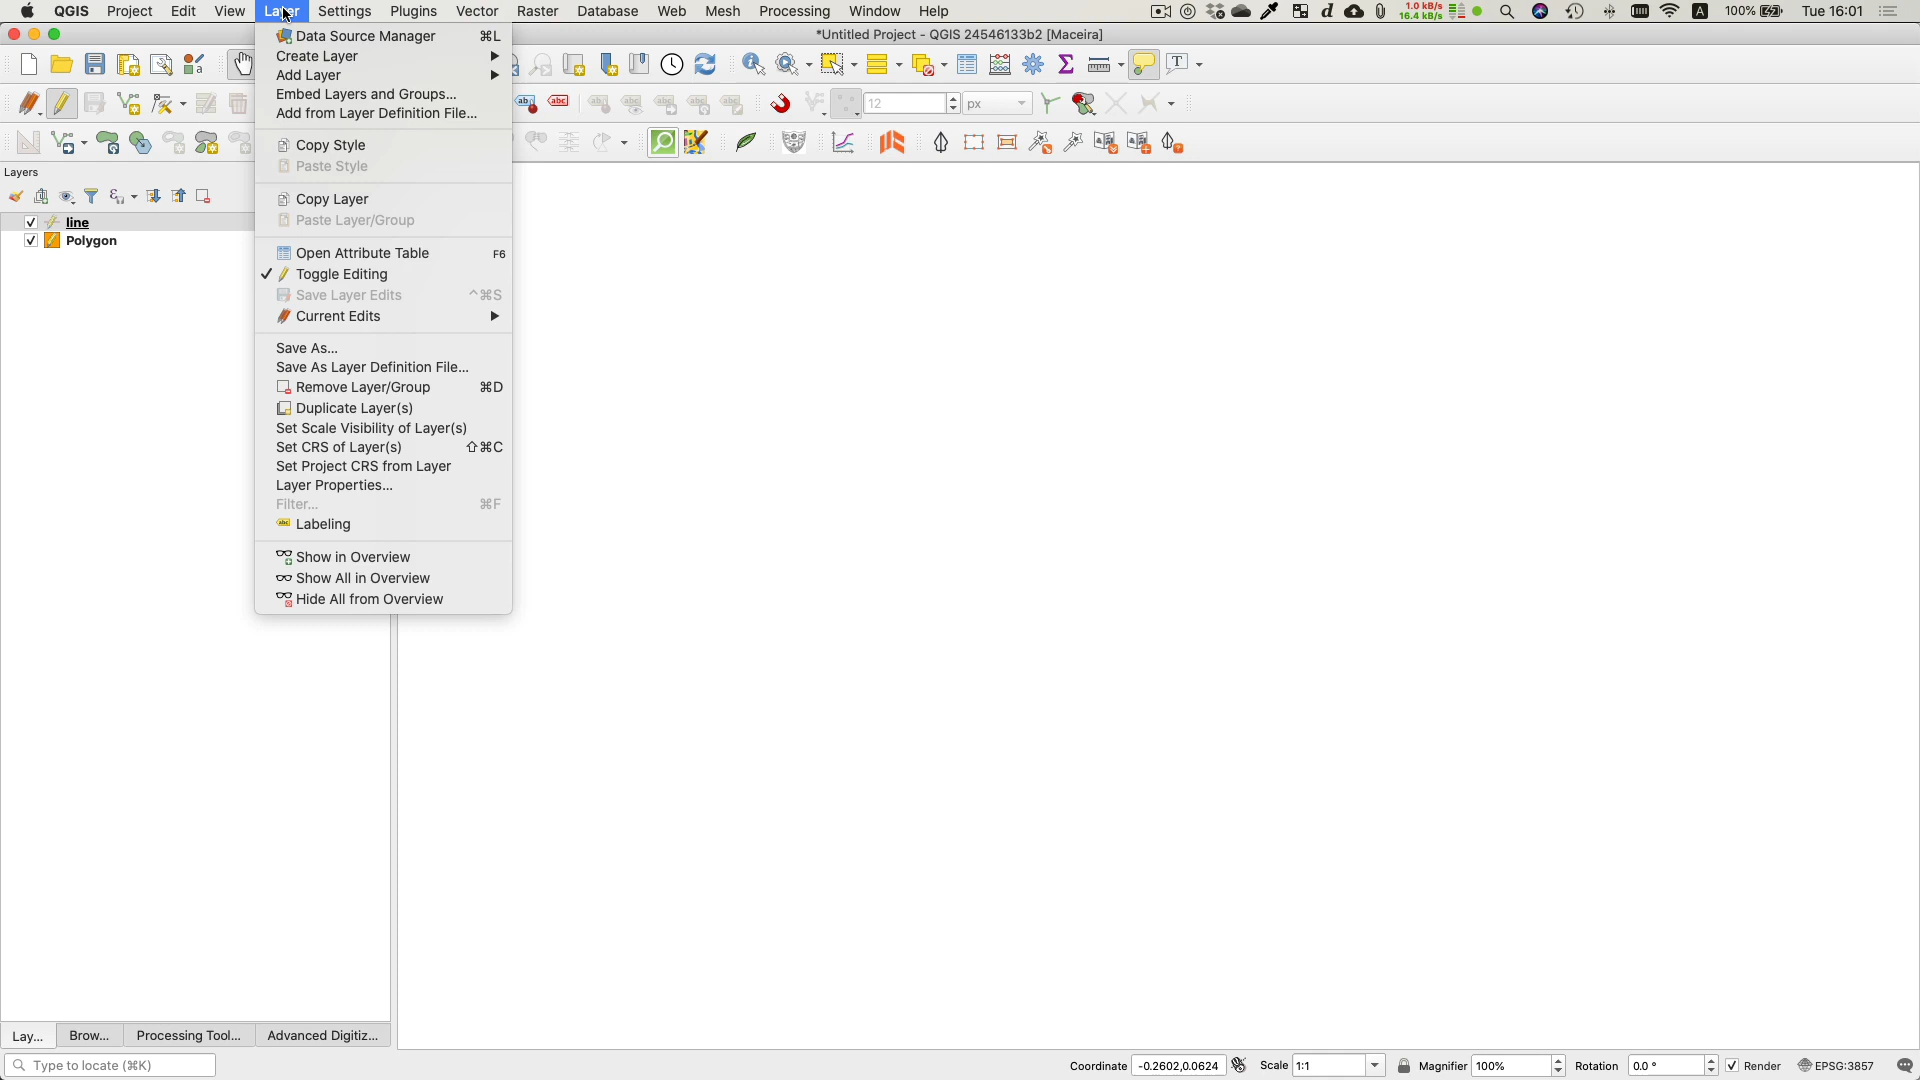 QGIS Project Edit View Layer Settings Plugins Vector Raster Database Web Mesh Processing Window Help 1.0 kB/s 16.4 kB/s A 100% Tue 16:01
*Untitled Project - QGIS 24546133b2 [Maceira]
Data Source Manager ⌘L
Create Layer
Add Layer
Embed Layers and Groups...
Add from Layer Definition File...
12 px
Copy Style
Paste Style
Copy Layer
Paste Layer/Group
Open Attribute Table F6
Toggle Editing
Save Layer Edits ^⌘S
Current Edits
Save As...
Save As Layer Definition File...
Remove Layer/Group ⌘D
Duplicate Layer(s)
Set Scale Visibility of Layer(s)
Set CRS of Layer(s) ⇧⌘C
Set Project CRS from Layer
Layer Properties...
Filter... ⌘F
Labeling
Show in Overview
Show All in Overview
Hide All from Overview
Layers
line
Polygon
Lay... Brow... Processing Tool... Advanced Digitiz...
Type to locate (⌘K)
Coordinate -0.2602,0.0624 Scale 1:1 Magnifier 100% Rotation 0.0 ° Render EPSG:3857